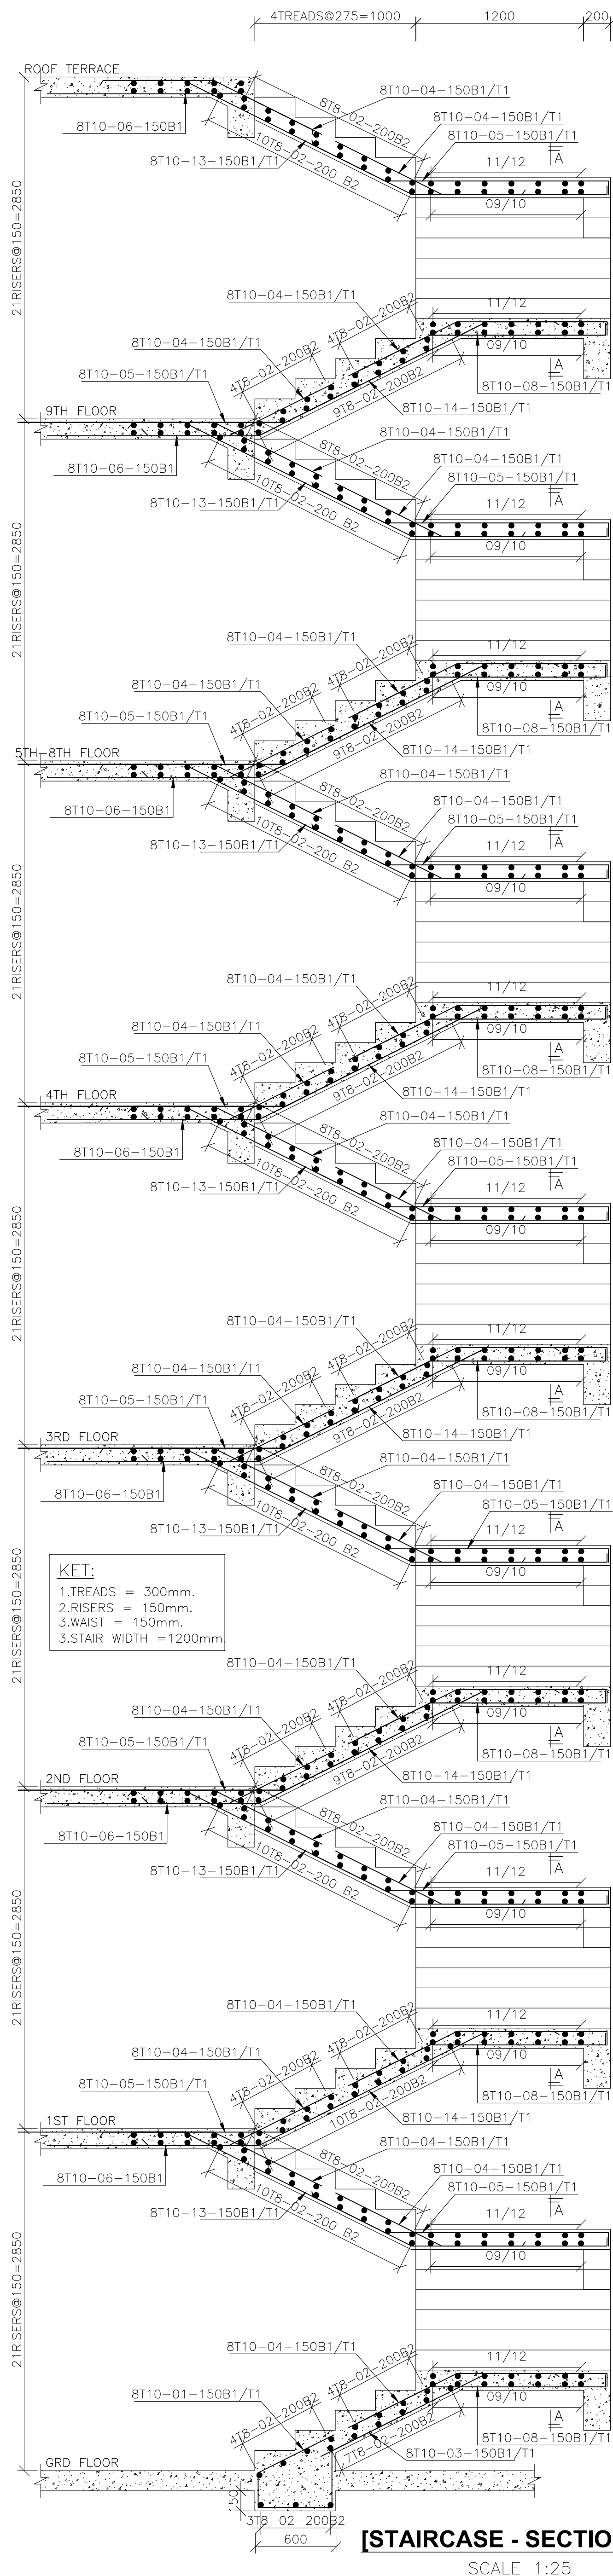 4TREADS@275=1000
1200
200
ROOF TERRACE
8T10-04-150B1/T1
8T8-02-200B2
8T10-04-150B1/T1
8T10-06-150B1
8T10-05-150B1/T1
8T10-13-150B1/T1
10T8-02-200 B2
11/12
A
09/10
21RISERS@150=2850
8T10-04-150B1/T1
4T8-02-200B2
11/12
8T10-04-150B1/T1
4T8-02-200B2
09/10
A
8T10-05-150B1/T1
9T8-02-200B2
8T10-08-150B1/T1
9TH FLOOR
8T10-14-150B1/T1
8T10-04-150B1/T1
8T8-02-200B2
8T10-04-150B1/T1
8T10-06-150B1
8T10-05-150B1/T1
8T10-13-150B1/T1
10T8-02-200 B2
11/12
A
09/10
21RISERS@150=2850
8T10-04-150B1/T1
4T8-02-200B2
11/12
8T10-04-150B1/T1
4T8-02-200B2
09/10
A
8T10-05-150B1/T1
9T8-02-200B2
8T10-08-150B1/T1
5TH-8TH FLOOR
8T10-14-150B1/T1
8T10-04-150B1/T1
8T8-02-200B2
8T10-04-150B1/T1
8T10-06-150B1
8T10-05-150B1/T1
8T10-13-150B1/T1
10T8-02-200 B2
11/12
A
09/10
21RISERS@150=2850
8T10-04-150B1/T1
4T8-02-200B2
11/12
8T10-04-150B1/T1
4T8-02-200B2
09/10
A
8T10-05-150B1/T1
9T8-02-200B2
8T10-08-150B1/T1
4TH FLOOR
8T10-14-150B1/T1
8T10-04-150B1/T1
8T8-02-200B2
8T10-04-150B1/T1
8T10-06-150B1
8T10-05-150B1/T1
8T10-13-150B1/T1
10T8-02-200 B2
11/12
A
09/10
21RISERS@150=2850
8T10-04-150B1/T1
4T8-02-200B2
11/12
8T10-04-150B1/T1
4T8-02-200B2
09/10
A
8T10-05-150B1/T1
9T8-02-200B2
8T10-08-150B1/T1
3RD FLOOR
8T10-14-150B1/T1
8T10-04-150B1/T1
8T8-02-200B2
8T10-04-150B1/T1
8T10-06-150B1
8T10-05-150B1/T1
8T10-13-150B1/T1
10T8-02-200 B2
11/12
A
09/10
21RISERS@150=2850
KET:
1.TREADS = 300mm.
2.RISERS = 150mm.
3.WAIST = 150mm.
3.STAIR WIDTH =1200mm.
8T10-04-150B1/T1
4T8-02-200B2
11/12
8T10-04-150B1/T1
4T8-02-200B2
09/10
A
8T10-05-150B1/T1
9T8-02-200B2
8T10-08-150B1/T1
2ND FLOOR
8T10-14-150B1/T1
8T10-04-150B1/T1
8T8-02-200B2
8T10-04-150B1/T1
8T10-06-150B1
8T10-05-150B1/T1
8T10-13-150B1/T1
10T8-02-200 B2
11/12
A
09/10
21RISERS@150=2850
8T10-04-150B1/T1
4T8-02-200B2
11/12
8T10-04-150B1/T1
4T8-02-200B2
09/10
A
8T10-05-150B1/T1
10T8-02-200B2
8T10-08-150B1/T1
1ST FLOOR
8T10-14-150B1/T1
8T10-04-150B1/T1
8T8-02-200B2
8T10-04-150B1/T1
8T10-06-150B1
8T10-05-150B1/T1
8T10-13-150B1/T1
10T8-02-200 B2
11/12
A
09/10
21RISERS@150=2850
8T10-04-150B1/T1
4T8-02-200B2
11/12
8T10-01-150B1/T1
4T8-02-200B2
09/10
A
7T8-02-200B2
8T10-08-150B1/T1
GRD FLOOR
8T10-03-150B1/T1
150
3T8-02-200B2
600
[STAIRCASE - SECTIO
SCALE 1:25